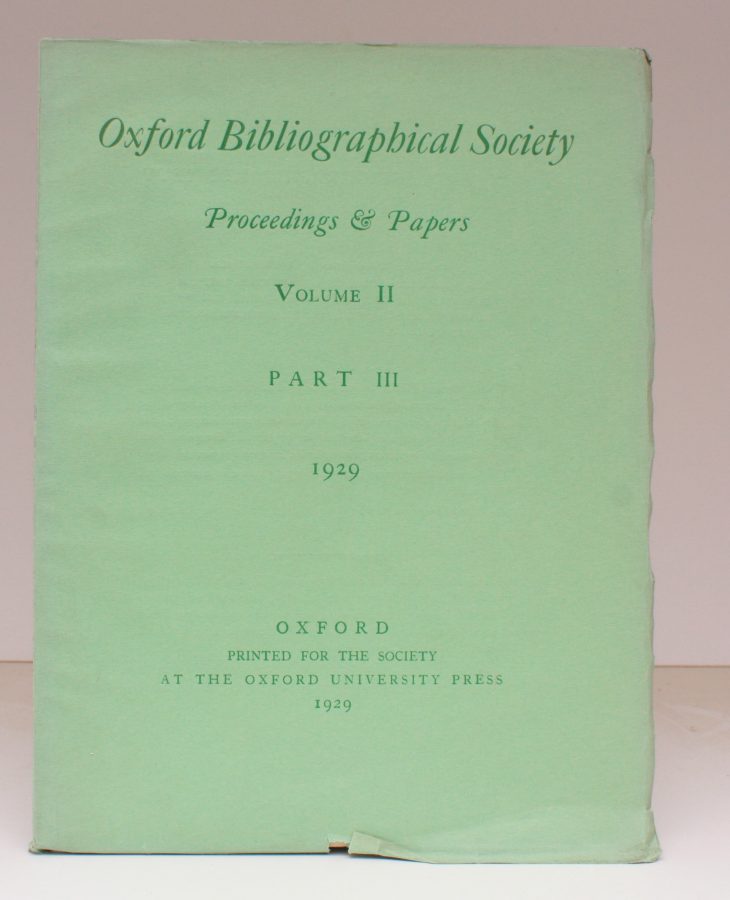 Oxford Bibliographical Society
Proceedings & Papers
VOLUME II
PART III
1929
OXFORD
PRINTED FOR THE SOCIETY
AT THE OXFORD UNIVERSITY PRESS
1929